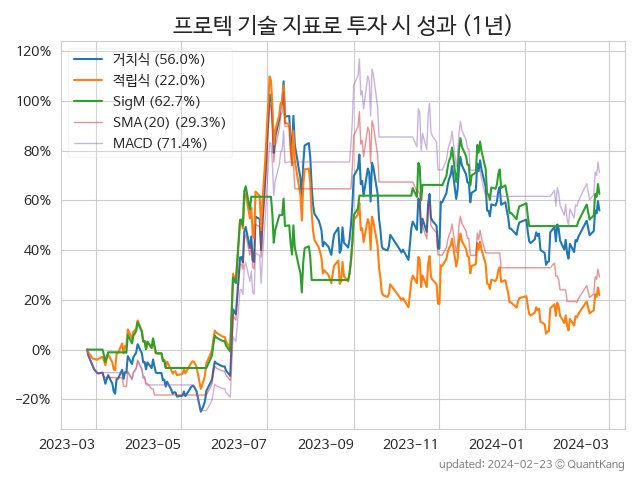 프로텍 기술 지표로 투자 시 성과 (1년)
거치식 (56.0%)
적립식 (22.0%)
SigM (62.7%)
SMA(20) (29.3%)
MACD (71.4%)
120%
100%
80%
60%
40%
20%
0%
−20%
2023−03 2023−05 2023−07 2023−09 2023−11 2024−01 2024−03
updated: 2024−02−23 © QuantKang